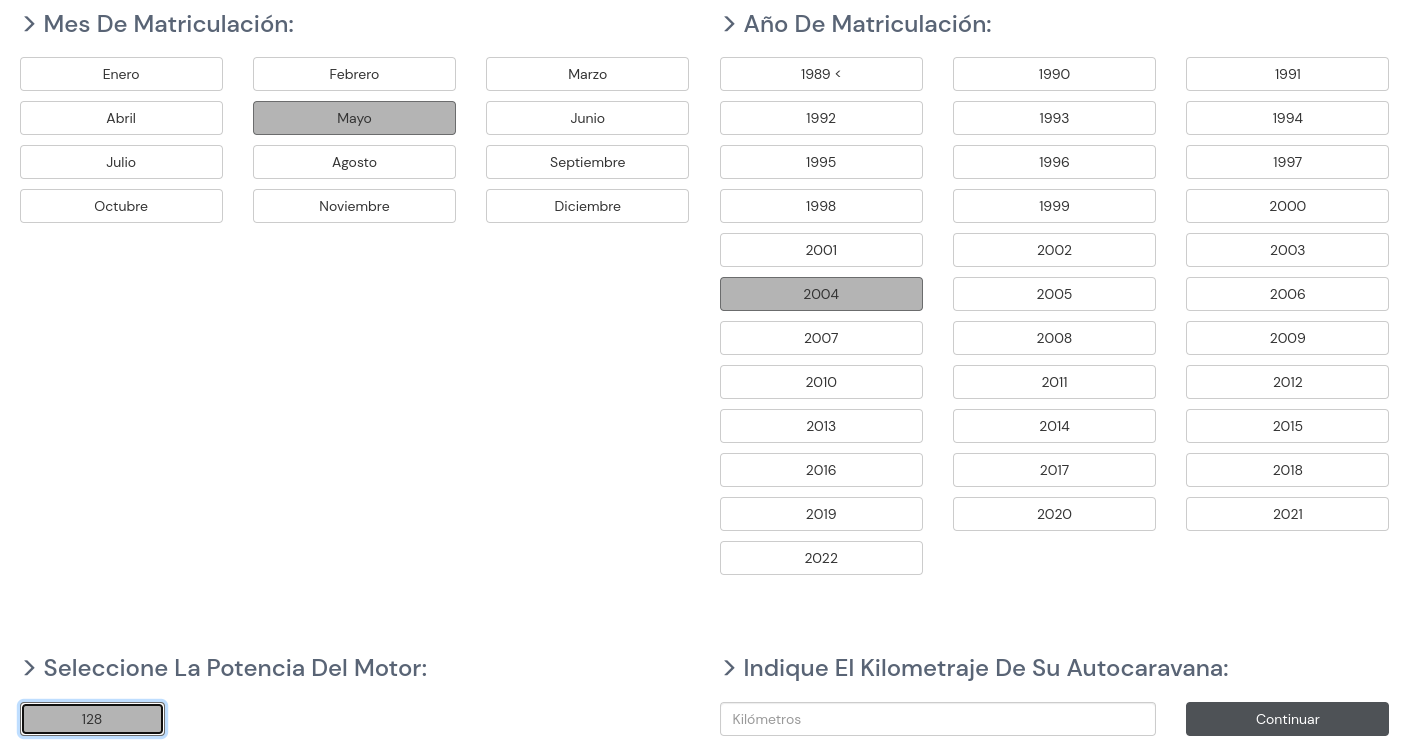 Mes De Matriculación:
Enero Febrero Marzo
Abril Mayo Junio
Julio Agosto Septiembre
Octubre Noviembre Diciembre
Año De Matriculación:
1989 < 1990 1991
1992 1993 1994
1995 1996 1997
1998 1999 2000
2001 2002 2003
2004 2005 2006
2007 2008 2009
2010 2011 2012
2013 2014 2015
2016 2017 2018
2019 2020 2021
2022
Seleccione La Potencia Del Motor:
128
Indique El Kilometraje De Su Autocaravana:
Kilómetros Continuar